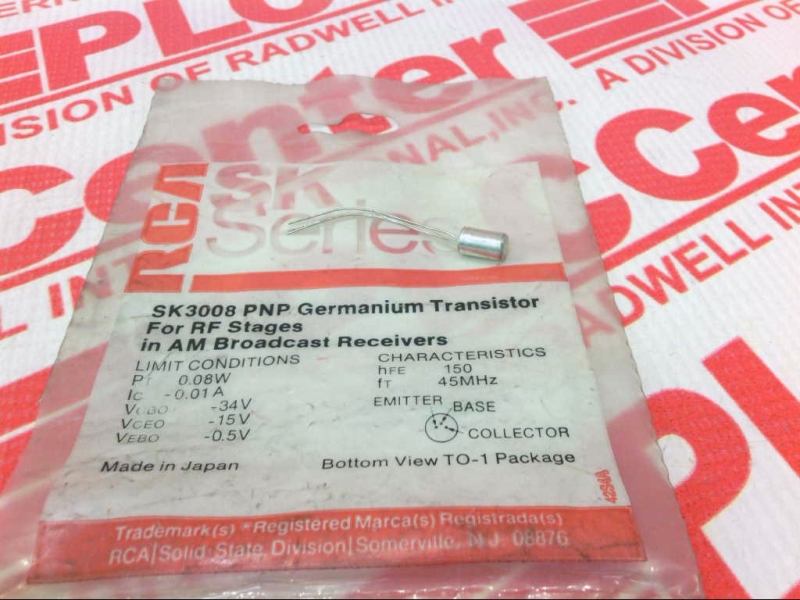 PLC
A DIVISION OF RADWELL INT
DIVISION OF RADWELL
Center
NAL, INC.
RCA
SK
Series
SK3008 PNP Germanium Transistor
For RF Stages
in AM Broadcast Receivers
LIMIT CONDITIONS
PT 0.08W
IC -0.01A
VCBO -34V
VCEO -15V
VEBO -0.5V
CHARACTERISTICS
hFE 150
fT 45MHz
EMITTER
BASE
COLLECTOR
Made in Japan
Bottom View TO-1 Package
Trademark(s) ®Registered Marca(s) Registrada(s)
RCA|Solid State Division|Somerville, N J 08876